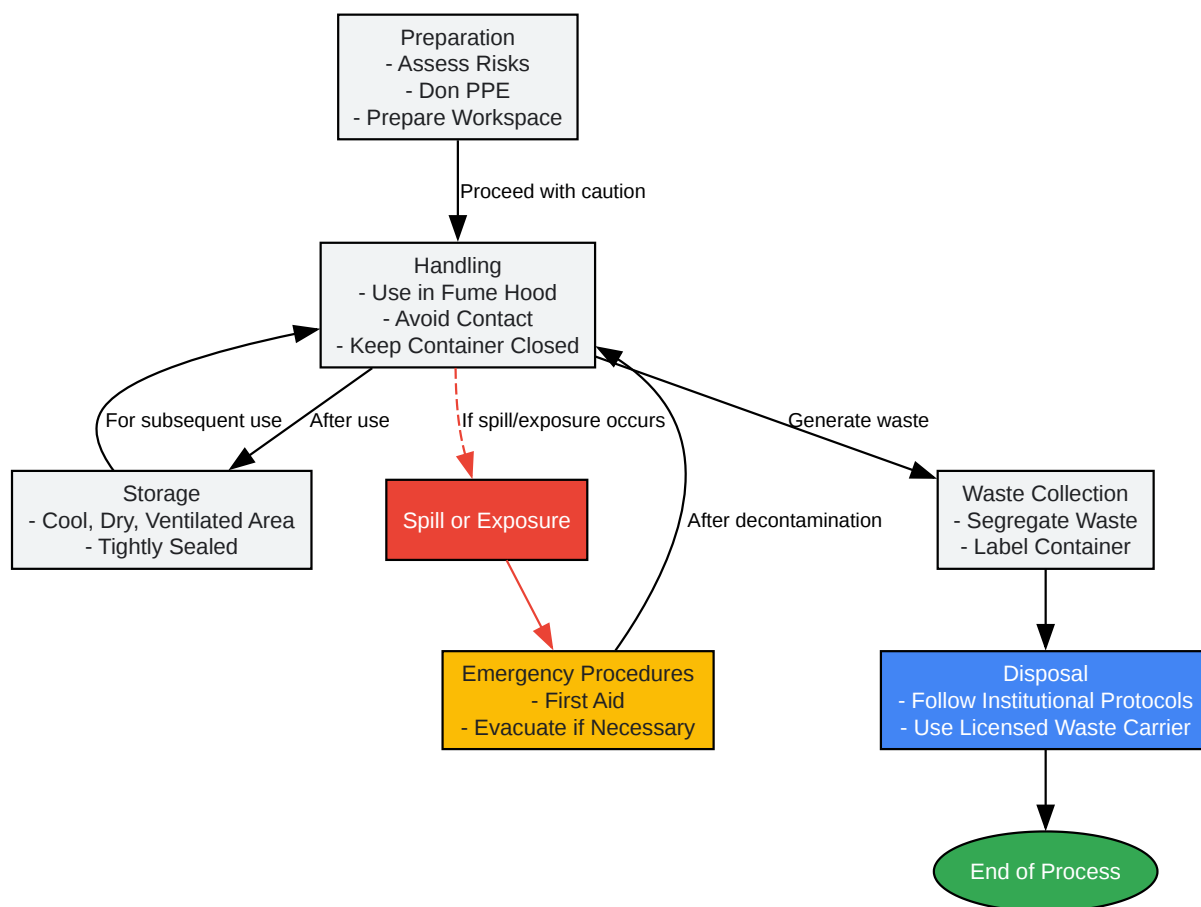 Preparation
- Assess Risks
- Don PPE
- Prepare Workspace
Proceed with caution
Handling
- Use in Fume Hood
- Avoid Contact
- Keep Container Closed
For subsequent use
After use
If spill/exposure occurs
Generate waste
Storage
- Cool, Dry, Ventilated Area
- Tightly Sealed
Spill or Exposure
After decontamination
Waste Collection
- Segregate Waste
- Label Container
Emergency Procedures
- First Aid
- Evacuate if Necessary
Disposal
- Follow Institutional Protocols
- Use Licensed Waste Carrier
End of Process